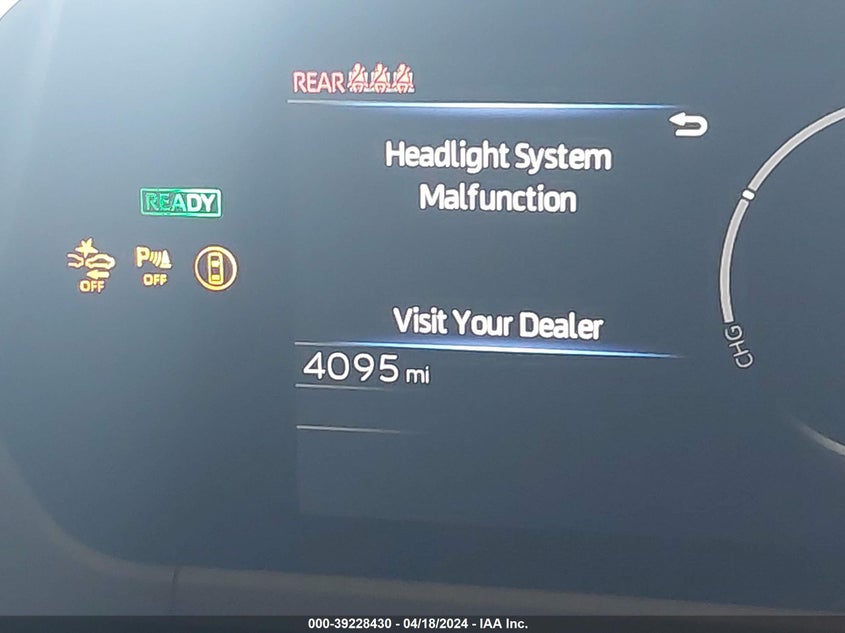 REAR
Headlight System
Malfunction
READY
OFF
P
OFF
Visit Your Dealer
4095 mi
CHG
000-39228430 - 04/18/2024 - IAA Inc.